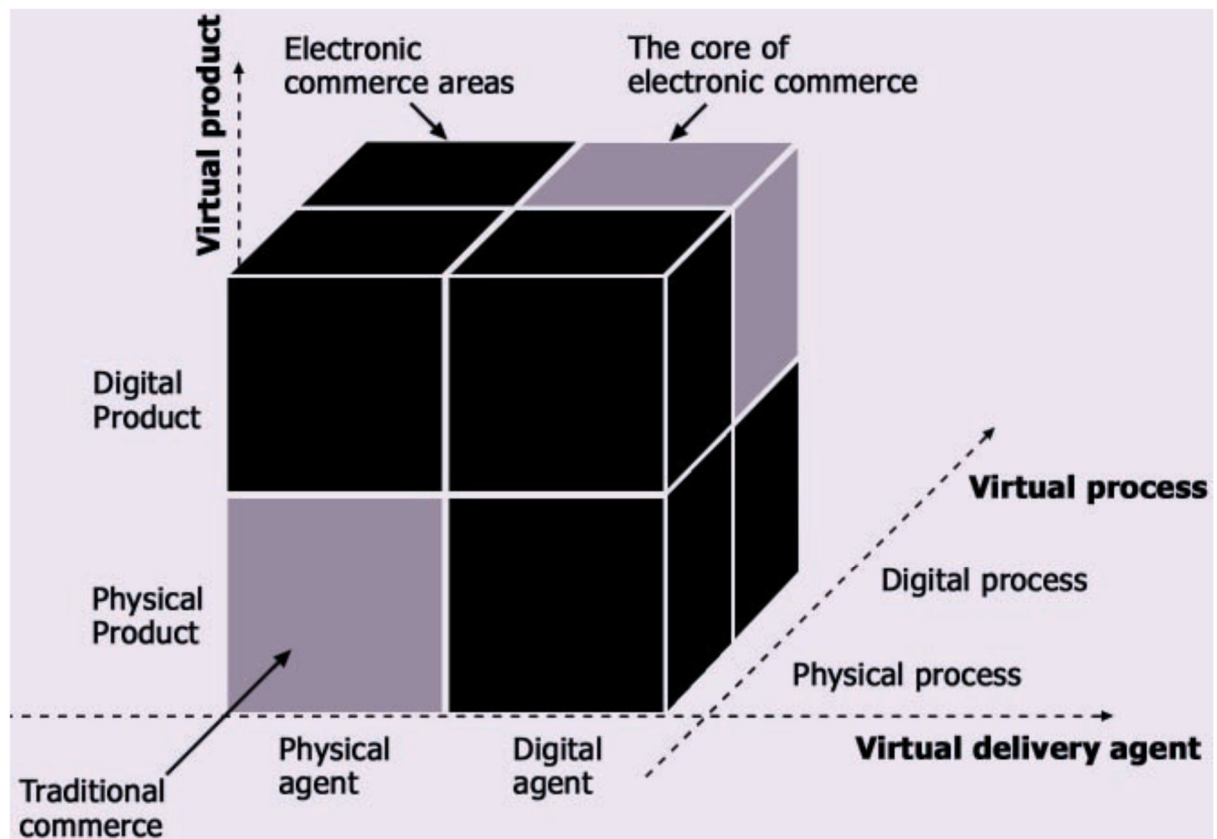 Virtual product
Electronic
commerce areas
The core of
electronic commerce
Digital
Product
Virtual process
Digital process
Physical
Product
Physical process
Physical
agent
Digital
agent
Virtual delivery agent
Traditional
commerce